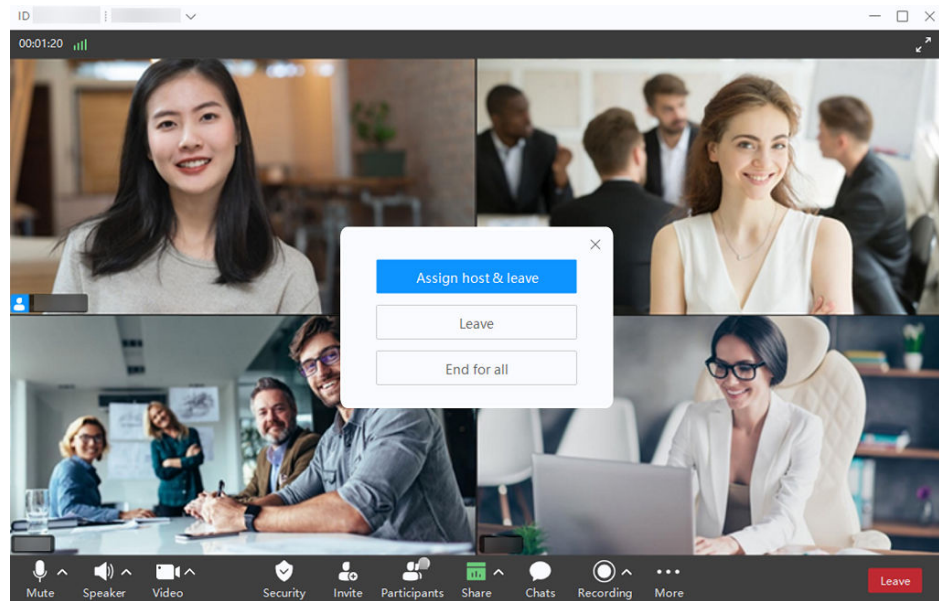 ID
00:01:20
Assign host & leave
Leave
End for all
Mute
Speaker
Video
Security
Invite
Participants
Share
Chats
Recording
More
Leave